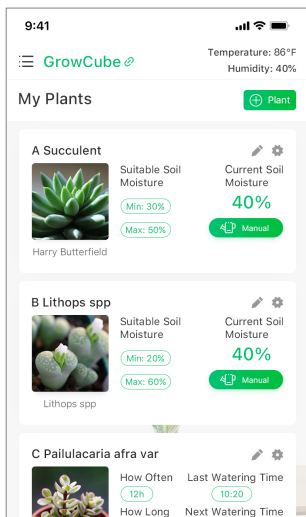 9:41
GrowCube
Temperature: 86°F
Humidity: 40%
My Plants
Plant
A Succulent
Suitable Soil
Moisture
Min: 30%
Max: 50%
Current Soil
Moisture
40%
Manual
Harry Butterfield
B Lithops spp
Suitable Soil
Moisture
Min: 20%
Max: 60%
Current Soil
Moisture
40%
Manual
Lithops spp
C Pailulacaria afra var
How Often
12h
How Long
Last Watering Time
10:20
Next Watering Time